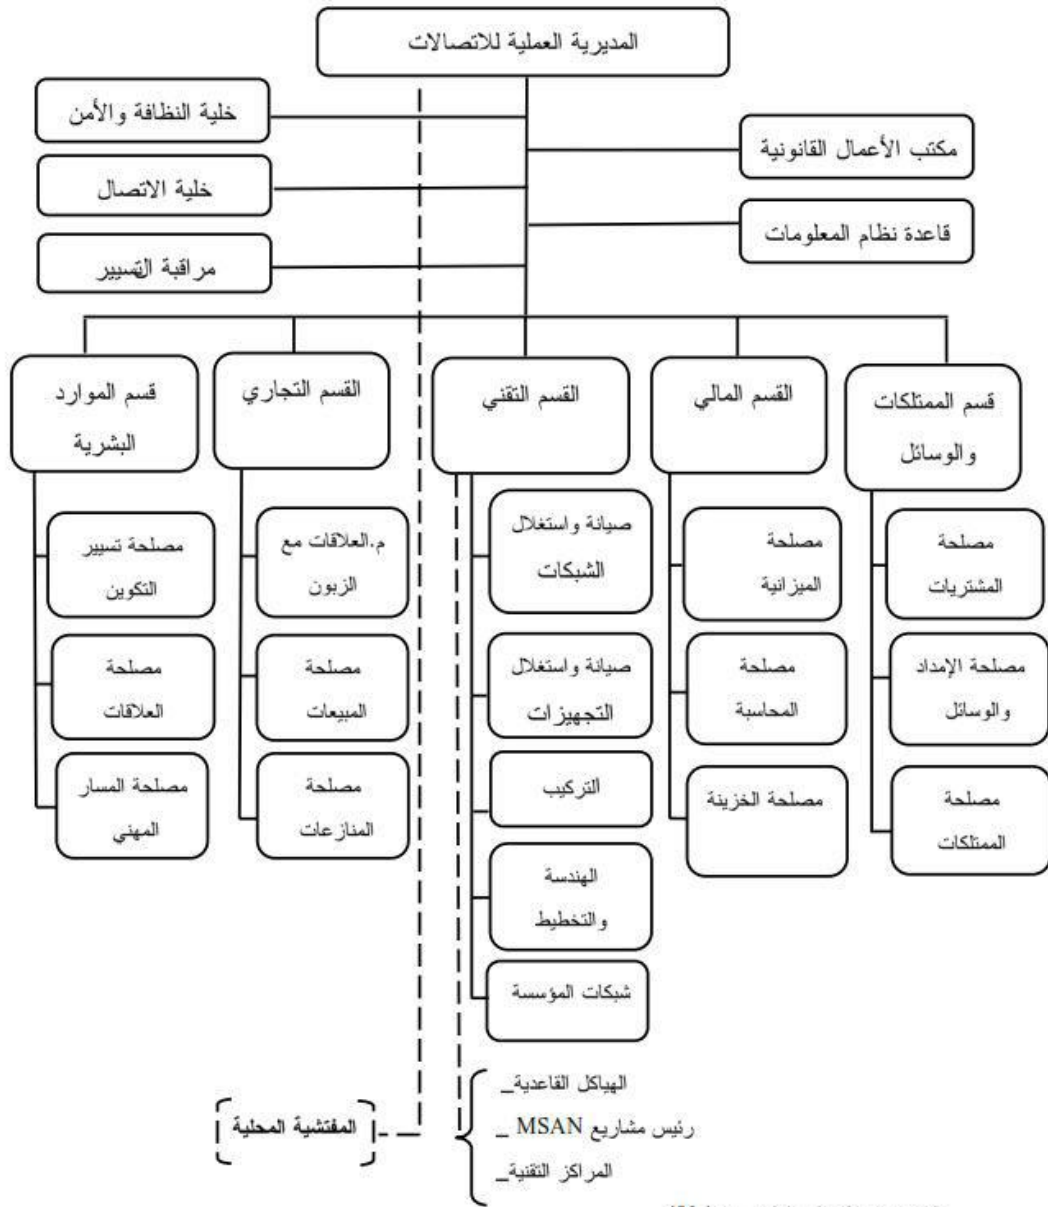 المديرية العملية للاتصالات
خلية النظافة والأمن
مكتب الأعمال القانونية
خلية الاتصال
قاعدة نظام المعلومات
مراقبة التسيير
قسم الممتلكات
والوسائل
القسم المالي
القسم التقني
القسم التجاري
قسم الموارد
البشرية
مصلحة
المشتريات
مصلحة الإمداد
والوسائل
مصلحة
الممتلكات
مصلحة
الميزانية
مصلحة
المحاسبة
مصلحة الخزينة
صيانة واستغلال
الشبكات
صيانة واستغلال
التجهيزات
التركيب
الهندسة
والتخطيط
شبكات المؤسسة
م.العلاقات مع
الزبون
مصلحة
المبيعات
مصلحة
المنازعات
مصلحة تسيير
التكوين
مصلحة
العلاقات
مصلحة المسار
المهني
الهياكل القاعدية_
رئيس مشاريع MSAN _
المراكز التقنية_
المفتشية المحلية